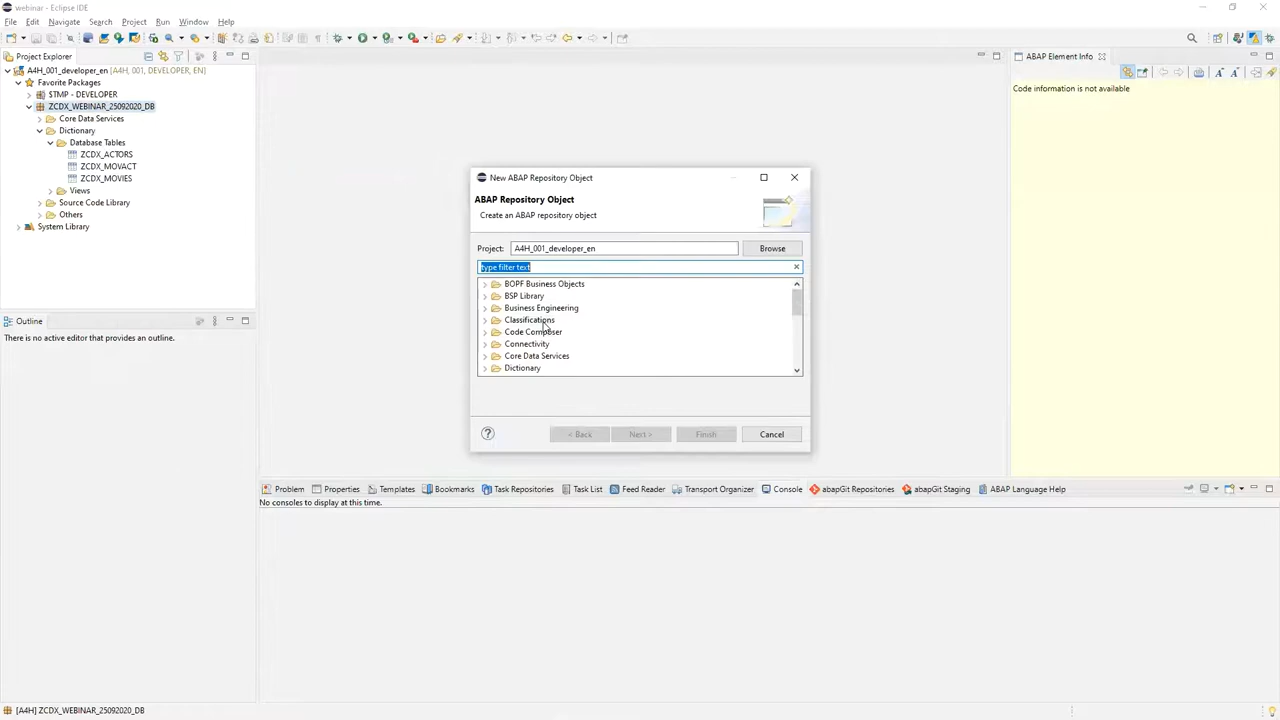 webinar - Eclipse IDE
File Edit Navigate Search Project Run Window Help
Project Explorer
A4H_001_developer_en [A4H, 001, DEVELOPER, EN]
Favorite Packages
$TMP - DEVELOPER
ZCDX_WEBINAR_25092020_DB
Core Data Services
Dictionary
Database Tables
ZCDX_ACTORS
ZCDX_MOVACT
ZCDX_MOVIES
Views
Source Code Library
Others
System Library
Outline
There is no active editor that provides an outline.
New ABAP Repository Object
ABAP Repository Object
Create an ABAP repository object
Project: A4H_001_developer_en Browse
type filter text
BOPF Business Objects
BSP Library
Business Engineering
Classifications
Code Composer
Connectivity
Core Data Services
Dictionary
? < Back Next > Finish Cancel
ABAP Element Info
Code information is not available
Problem Properties Templates Bookmarks Task Repositories Task List Feed Reader Transport Organizer Console abapGit Repositories abapGit Staging ABAP Language Help
No consoles to display at this time.
[A4H] ZCDX_WEBINAR_25092020_DB